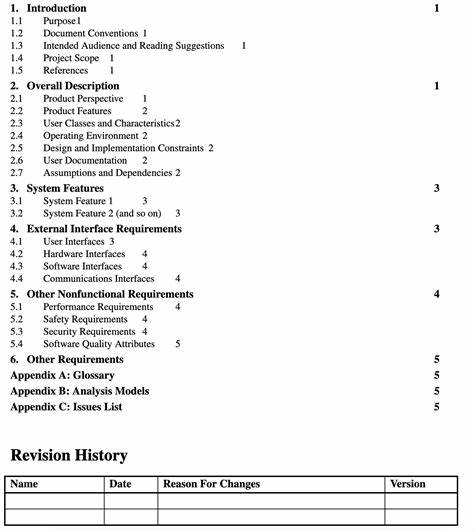 1. Introduction 1
1.1 Purpose1
1.2 Document Conventions 1
1.3 Intended Audience and Reading Suggestions 1
1.4 Project Scope 1
1.5 References 1
2. Overall Description 1
2.1 Product Perspective 1
2.2 Product Features 2
2.3 User Classes and Characteristics2
2.4 Operating Environment 2
2.5 Design and Implementation Constraints 2
2.6 User Documentation 2
2.7 Assumptions and Dependencies 2
3. System Features 3
3.1 System Feature 1 3
3.2 System Feature 2 (and so on) 3
4. External Interface Requirements 3
4.1 User Interfaces 3
4.2 Hardware Interfaces 4
4.3 Software Interfaces 4
4.4 Communications Interfaces 4
5. Other Nonfunctional Requirements 4
5.1 Performance Requirements 4
5.2 Safety Requirements 4
5.3 Security Requirements 4
5.4 Software Quality Attributes 5
6. Other Requirements 5
Appendix A: Glossary 5
Appendix B: Analysis Models 5
Appendix C: Issues List 5
Revision History
Name Date Reason For Changes Version